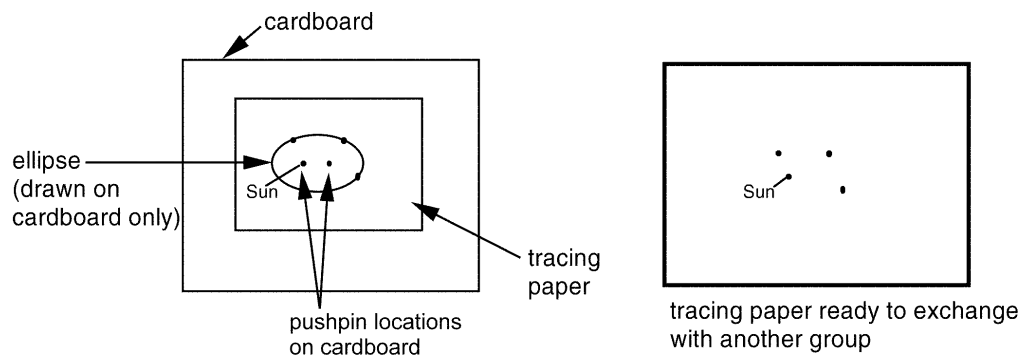 cardboard
ellipse
(drawn on
cardboard only)
Sun
tracing
paper
pushpin locations
on cardboard
Sun
tracing paper ready to exchange
with another group